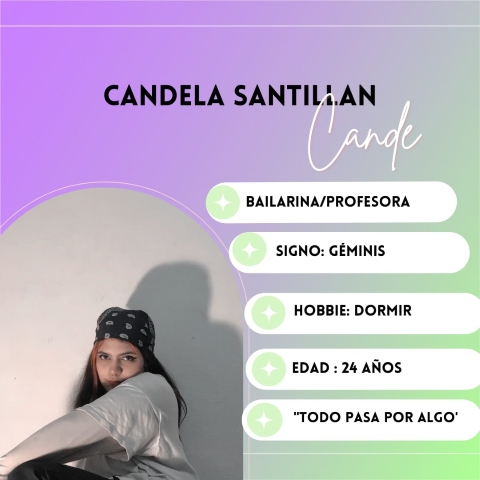 CANDELA SANTILLAN
Cande
BAILARINA/PROFESORA
SIGNO: GÉMINIS
HOBBIE: DORMIR
EDAD : 24 AÑOS
"TODO PASA POR ALGO'